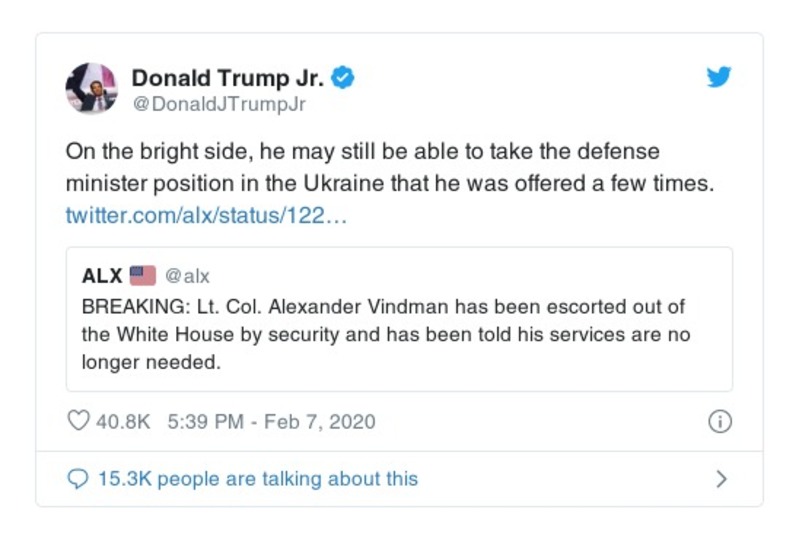 Donald Trump Jr.
@DonaldJTrumpJr
On the bright side, he may still be able to take the defense
minister position in the Ukraine that he was offered a few times.
twitter.com/alx/status/122…
ALX 🇺🇸 @alx
BREAKING: Lt. Col. Alexander Vindman has been escorted out of
the White House by security and has been told his services are no
longer needed.
40.8K 5:39 PM - Feb 7, 2020
15.3K people are talking about this